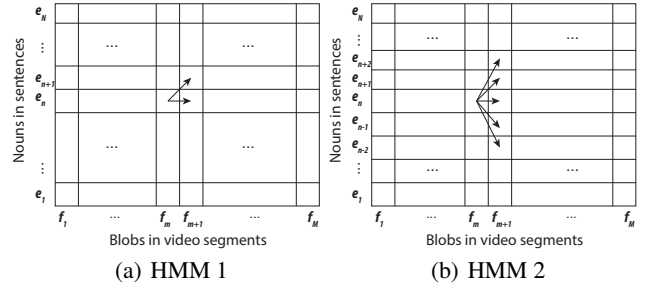 e_N
... ...
⋮
e_{n+1}
e_n
... ...
⋮
e_1
f_1 ... f_m f_{m+1} ... f_M
Nouns in sentences
Blobs in video segments
(a) HMM 1
e_N
⋮ ... ...
e_{n+2}
e_{n+1}
e_n
e_{n-1}
e_{n-2}
⋮ ... ...
e_1
f_1 ... f_m f_{m+1} ... f_M
Nouns in sentences
Blobs in video segments
(b) HMM 2